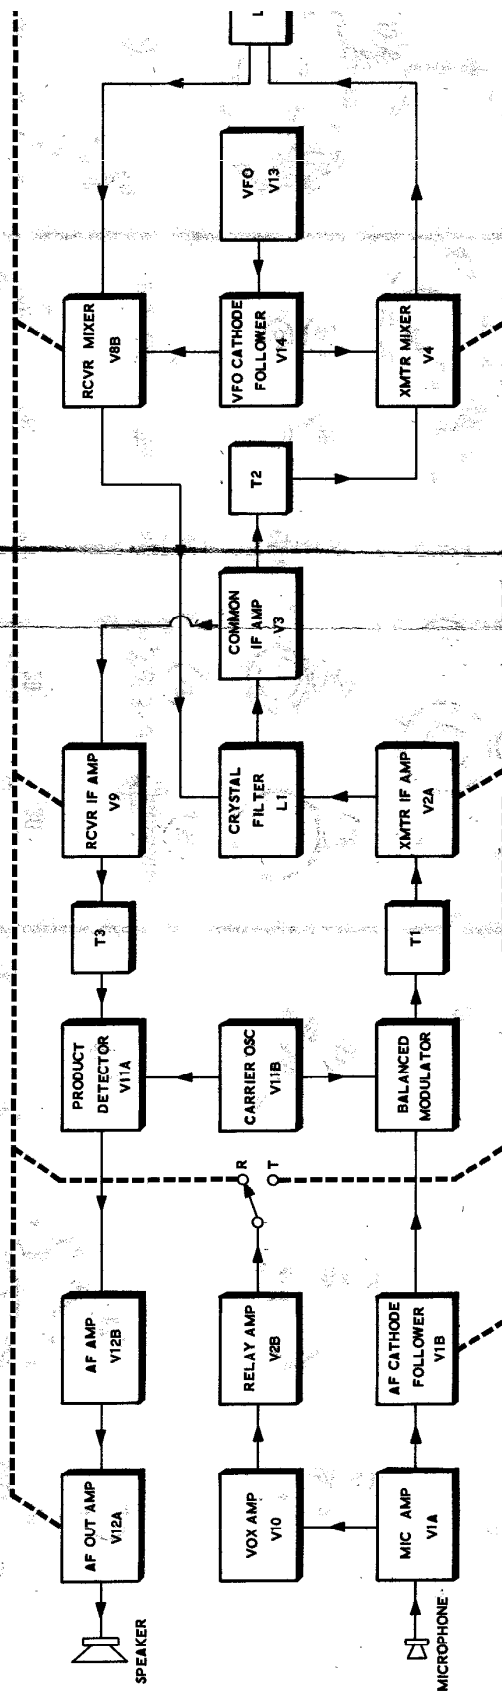 L
VFO
V13
RCVR MIXER
V8B
VFO CATHODE
FOLLOWER
V14
XMTR MIXER
V4
T2
COMMON
IF AMP
V3
RCVR IF AMP
V9
CRYSTAL
FILTER
L1
XMTR IF AMP
V2A
T3
T1
PRODUCT
DETECTOR
V11A
CARRIER OSC
V11B
BALANCED
MODULATOR
R
T
AF AMP
V12B
RELAY AMP
V2B
AF CATHODE
FOLLOWER
V1B
AF OUT AMP
V12A
VOX AMP
V10
MIC AMP
V1A
SPEAKER
MICROPHONE